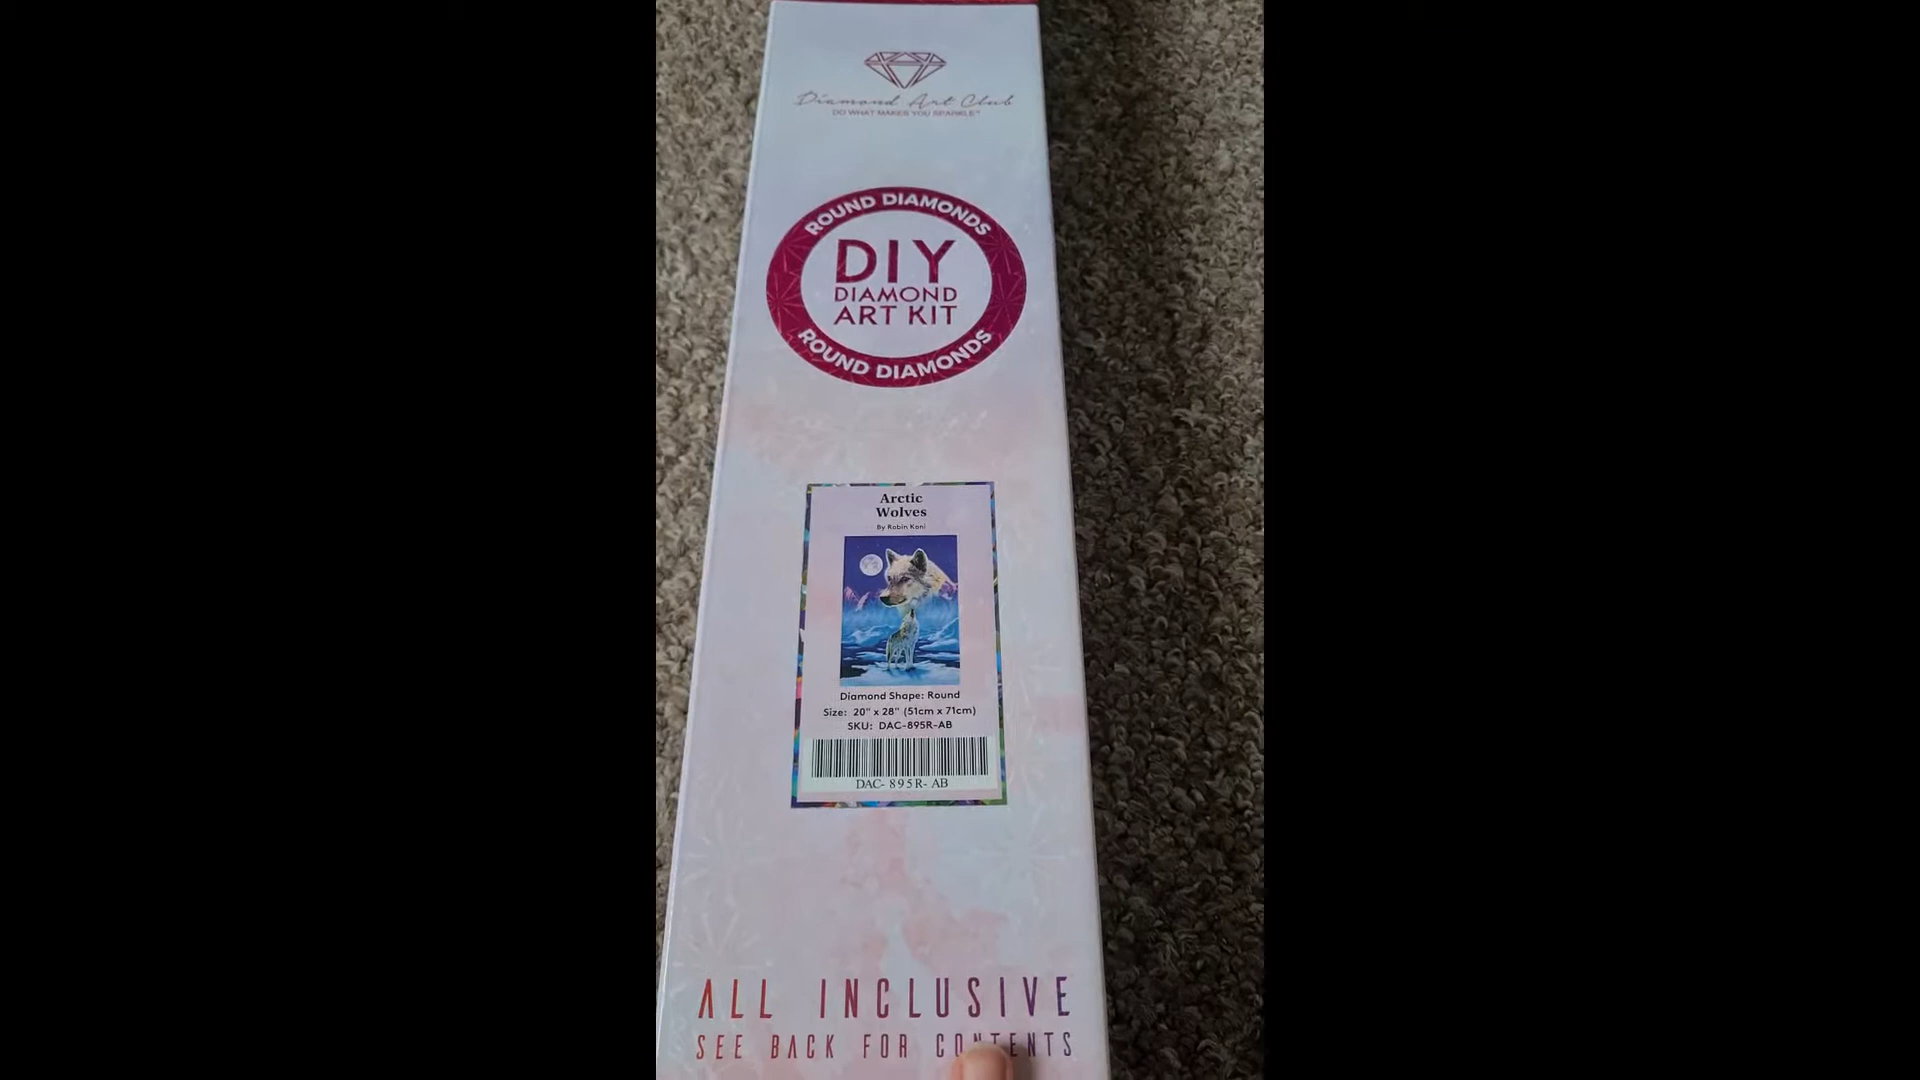 Diamond Art Club
DO WHAT MAKES YOU SPARKLE™
ROUND DIAMONDS
DIY
DIAMOND
ART KIT
ROUND DIAMONDS
Arctic
Wolves
By Robin Koni
Diamond Shape: Round
Size: 20" x 28" (51cm x 71cm)
SKU: DAC-895R-AB
DAC- 895R- AB
ALL INCLUSIVE
SEE BACK FOR CONTENTS